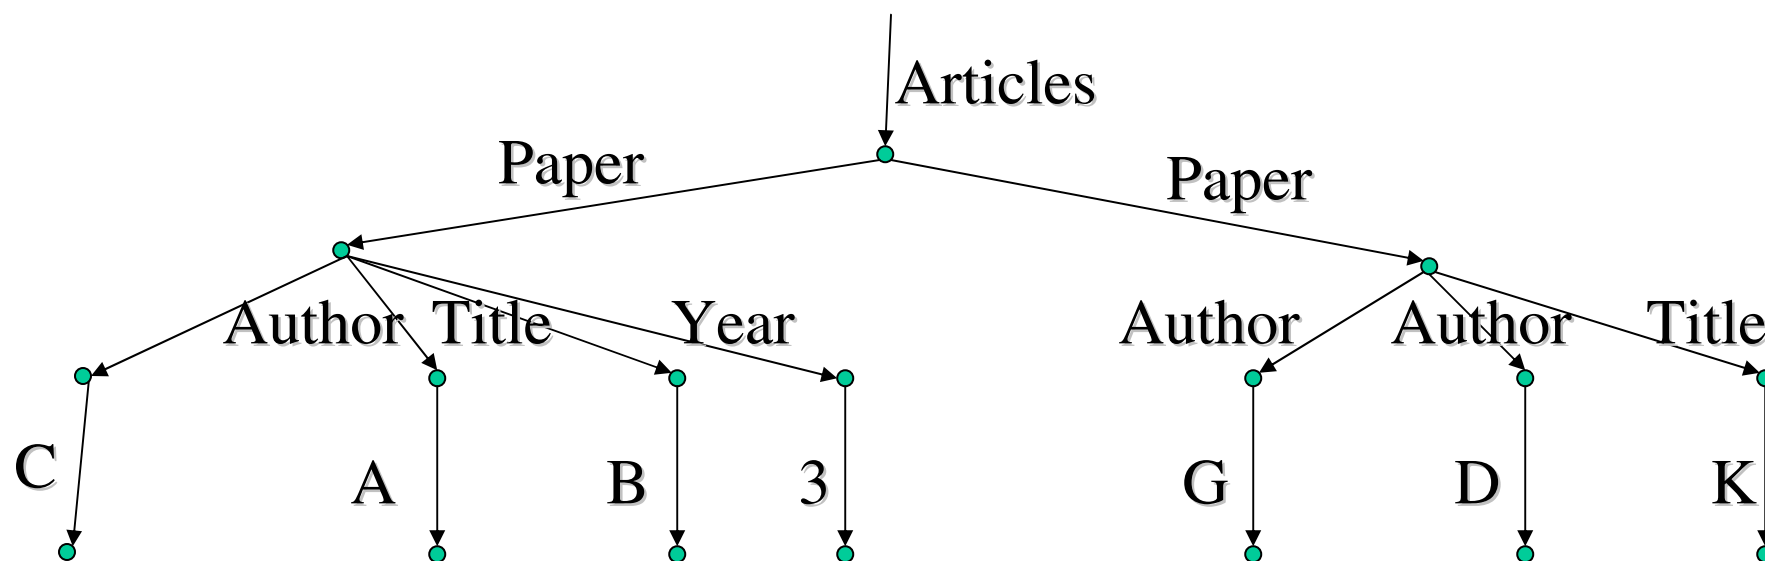 Articles
Paper Paper
Author Title Year Author Author Title
C A B 3 G D K